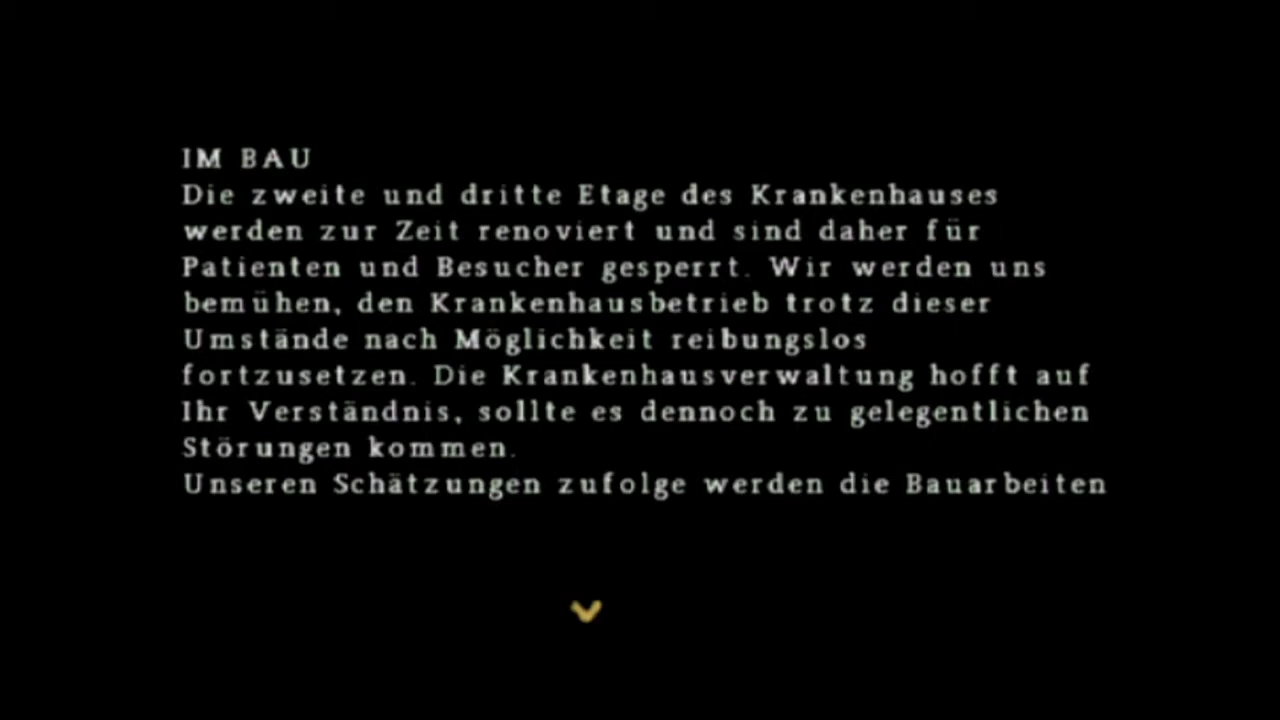 IM BAU
Die zweite und dritte Etage des Krankenhauses
werden zur Zeit renoviert und sind daher für
Patienten und Besucher gesperrt. Wir werden uns
bemühen, den Krankenhausbetrieb trotz dieser
Umstände nach Möglichkeit reibungslos
fortzusetzen. Die Krankenhausverwaltung hofft auf
Ihr Verständnis, sollte es dennoch zu gelegentlichen
Störungen kommen.
Unseren Schätzungen zufolge werden die Bauarbeiten